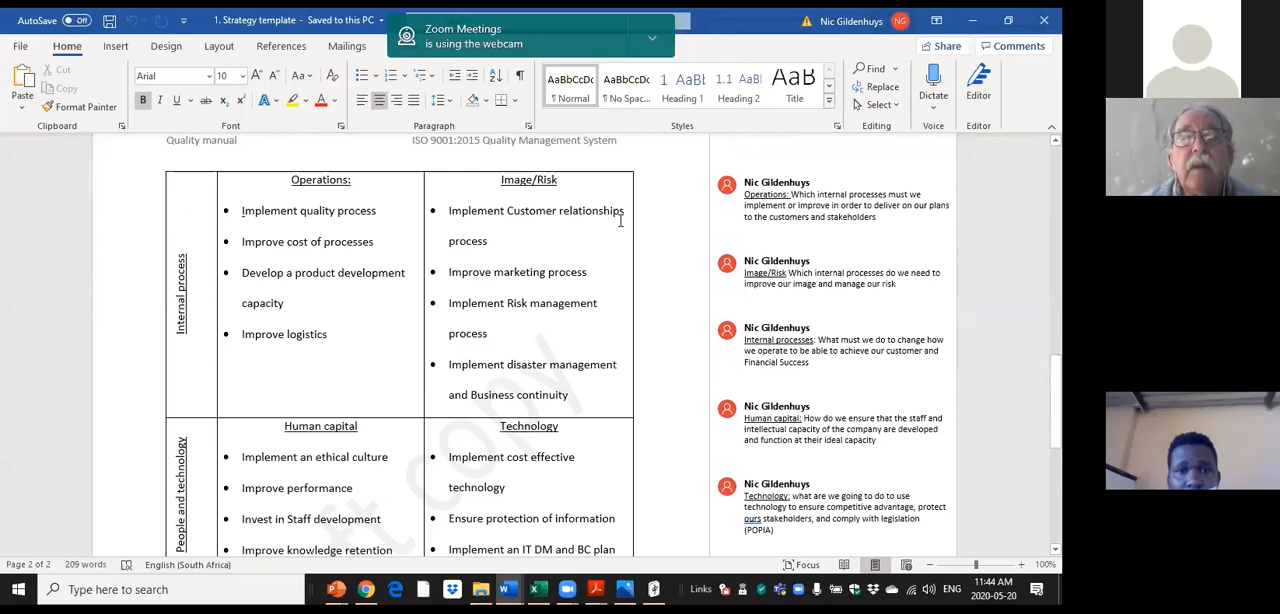 AutoSave Off 1. Strategy template - Saved to this PC Nic Gildenhuys NG
Zoom Meetings
is using the webcam
File Home Insert Design Layout References Mailings Share Comments
Paste Cut
Copy
Format Painter
Clipboard
Arial 10
Font
Paragraph
AaBbCcDc AaBbCcDc 1 AaBb( 1.1 AaBb( AaB
¶ Normal ¶ No Spac... Heading 1 Heading 2 Title
Styles
Find
Replace
Select
Editing
Dictate
Voice
Editor
Editor
Quality manual ISO 9001:2015 Quality Management System
Internal process
Operations:
• Implement quality process
• Improve cost of processes
• Develop a product development
capacity
• Improve logistics
Image/Risk
• Implement Customer relationships
process
• Improve marketing process
• Implement Risk management
process
• Implement disaster management
and Business continuity
People and technology
Human capital
• Implement an ethical culture
• Improve performance
• Invest in Staff development
• Improve knowledge retention
Technology
• Implement cost effective
technology
• Ensure protection of information
• Implement an IT DM and BC plan
ft copy
Nic Gildenhuys
Operations: Which internal processes must we
implement or improve in order to deliver on our plans
to the customers and stakeholders
Nic Gildenhuys
Image/Risk Which internal processes do we need to
improve our image and manage our risk
Nic Gildenhuys
Internal processes: What must we do to change how
we operate to be able to achieve our customer and
Financial Success
Nic Gildenhuys
Human capital: How do we ensure that the staff and
intellectual capacity of the company are developed
and function at their ideal capacity
Nic Gildenhuys
Technology: what are we going to do to use
technology to ensure competitive advantage, protect
ours stakeholders, and comply with legislation
(POPIA)
Page 2 of 2 209 words English (South Africa) Focus 100%
Type here to search Links ENG 11:44 AM
2020-05-20